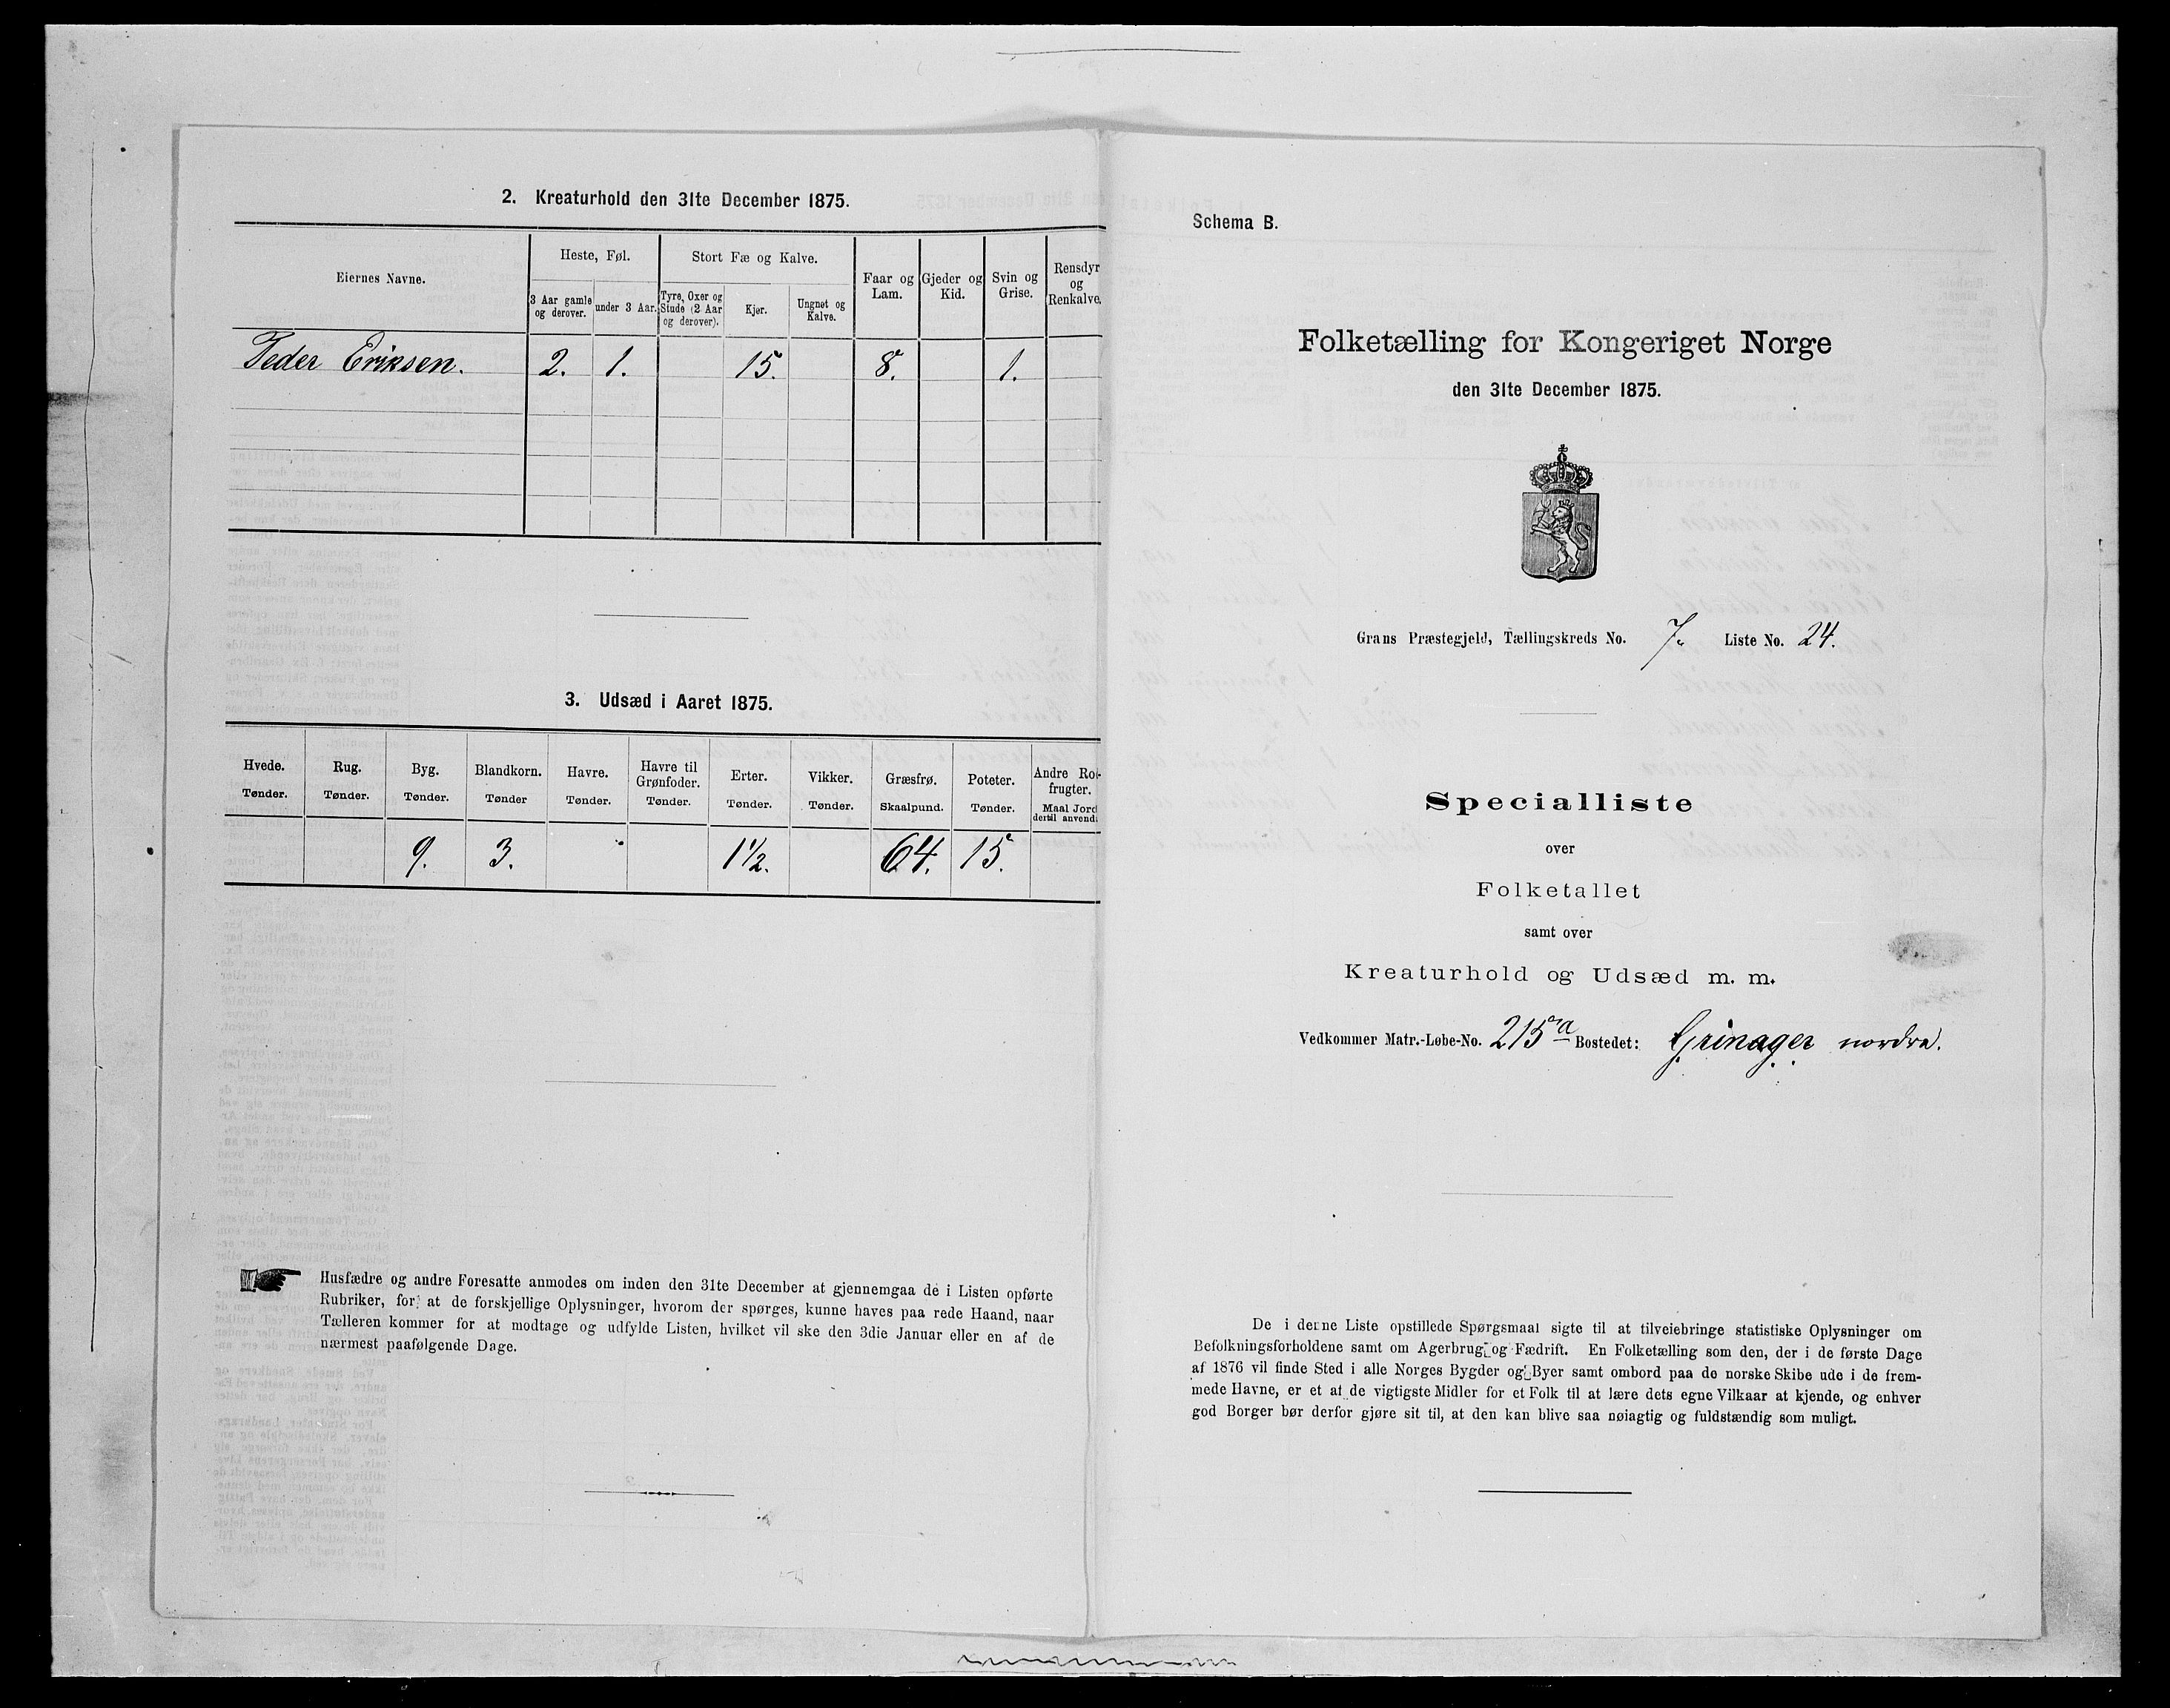 2. Kreaturhold den 31te December 1875.
Eiernes Navne.
Heste, Føl.
Stort Fæ og Kalve.
Faar og Lam.
Gjeder og Kid.
Svin og Grise.
Rensdyr og Renkalve.
3 Aar gamle og derover.
under 3 Aar.
Tyre, Oxer og Stude (2 Aar og derover).
Kjør.
Ungnøt og Kalve.
Peder Eriksen. 2. 1. 15. 8. 1.
3. Udsæd i Aaret 1875.
Hvede. Rug. Byg. Blandkorn. Havre. Havre til Grønfoder. Erter. Vikker. Græsfrø. Poteter. Andre Rodfrugter.
Tønder. Tønder. Tønder. Tønder Tønder. Tønder. Tønder. Tønder. Skaalpund. Tønder. Maal Jord dertil anvendt
9. 3. 1½. 64. 15.
Husfædre og andre Foresatte anmodes om inden den 31te December at gjennemgaa de i Listen opførte
Rubriker, for at de forskjellige Oplysninger, hvorom der spørges, kunne haves paa rede Haand, naar
Tælleren kommer for at modtage og udfylde Listen, hvilket vil ske den 3die Januar eller en af de
nærmest paafølgende Dage.
Schema B.
Folketælling for Kongeriget Norge
den 31te December 1875.
Grans Præstegjeld, Tællingskreds No. 7. Liste No. 24.
Specialliste
over
Folketallet
samt over
Kreaturhold og Udsæd m. m.
Vedkommer Matr.-Løbe-No. 215a Bostedet: Grinager nordre.
De i denne Liste opstillede Spørgsmaal sigte til at tilveiebringe statistiske Oplysninger om
Befolkningsforholdene samt om Agerbrug og Fædrift. En Folketælling som den, der i de første Dage
af 1876 vil finde Sted i alle Norges Bygder og Byer samt ombord paa de norske Skibe ude i de frem-
mede Havne, er et af de vigtigste Midler for et Folk til at lære dets egne Vilkaar at kjende, og enhver
god Borger bør derfor gjøre sit til, at den kan blive saa nøiagtig og fuldstændig som muligt.